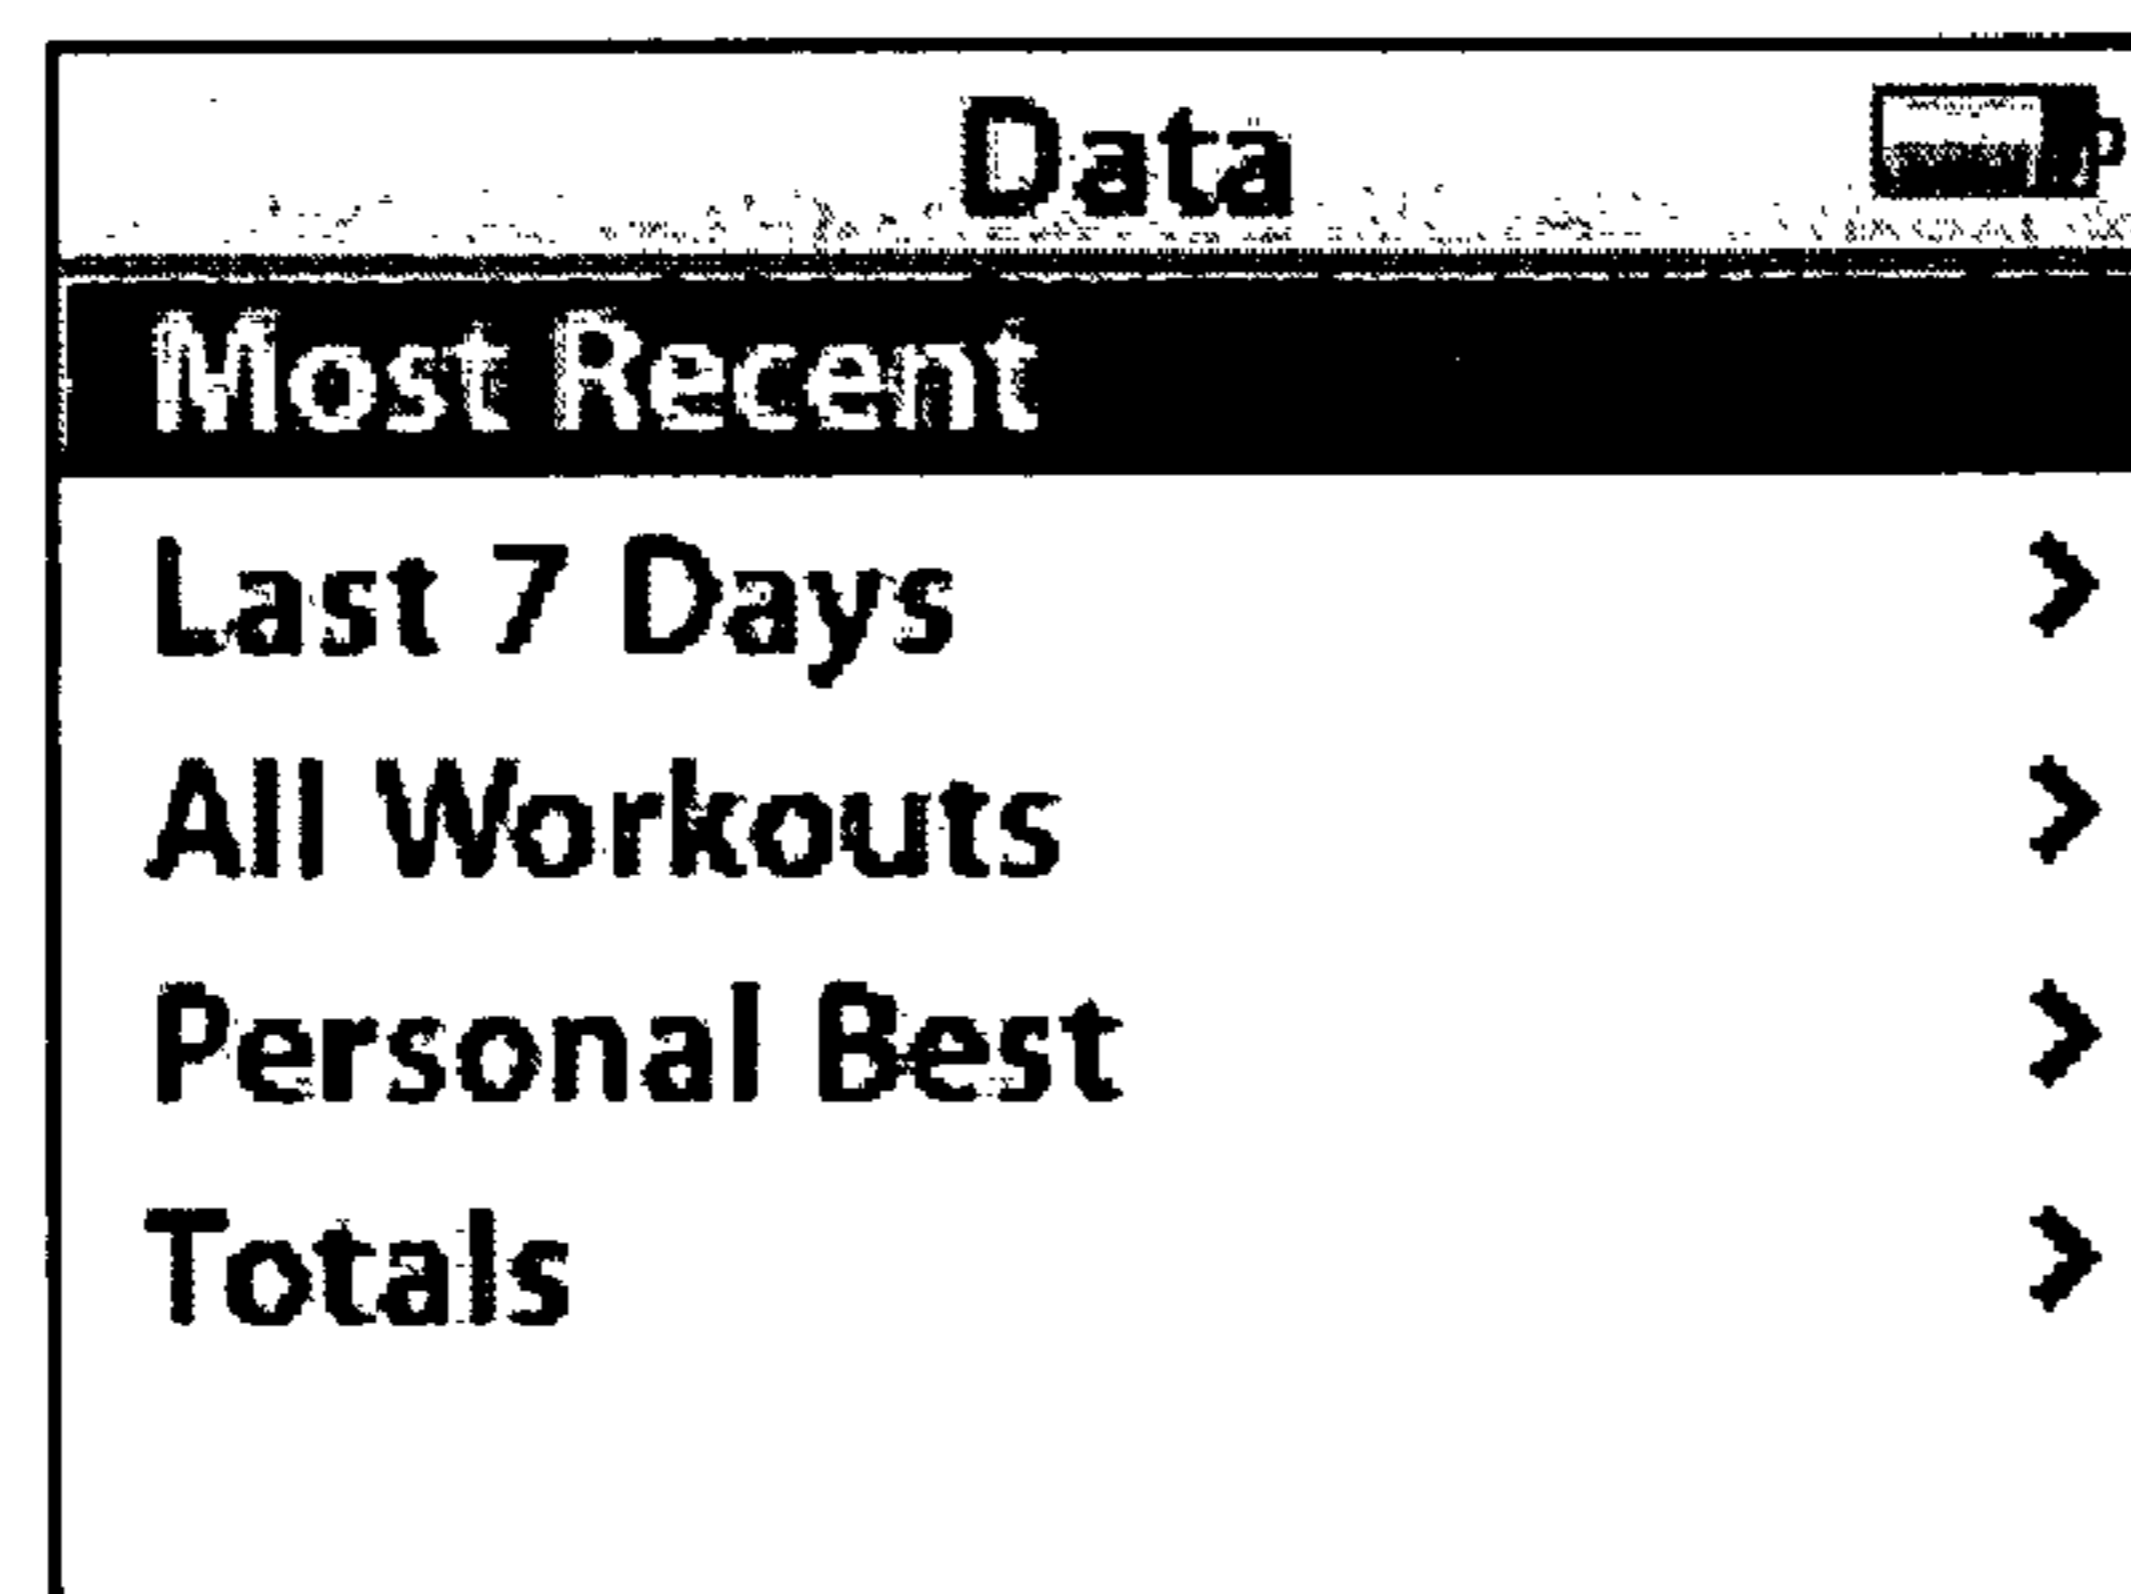 Data
Most Recent
Last 7 Days
All Workouts
Personal Best
Totals